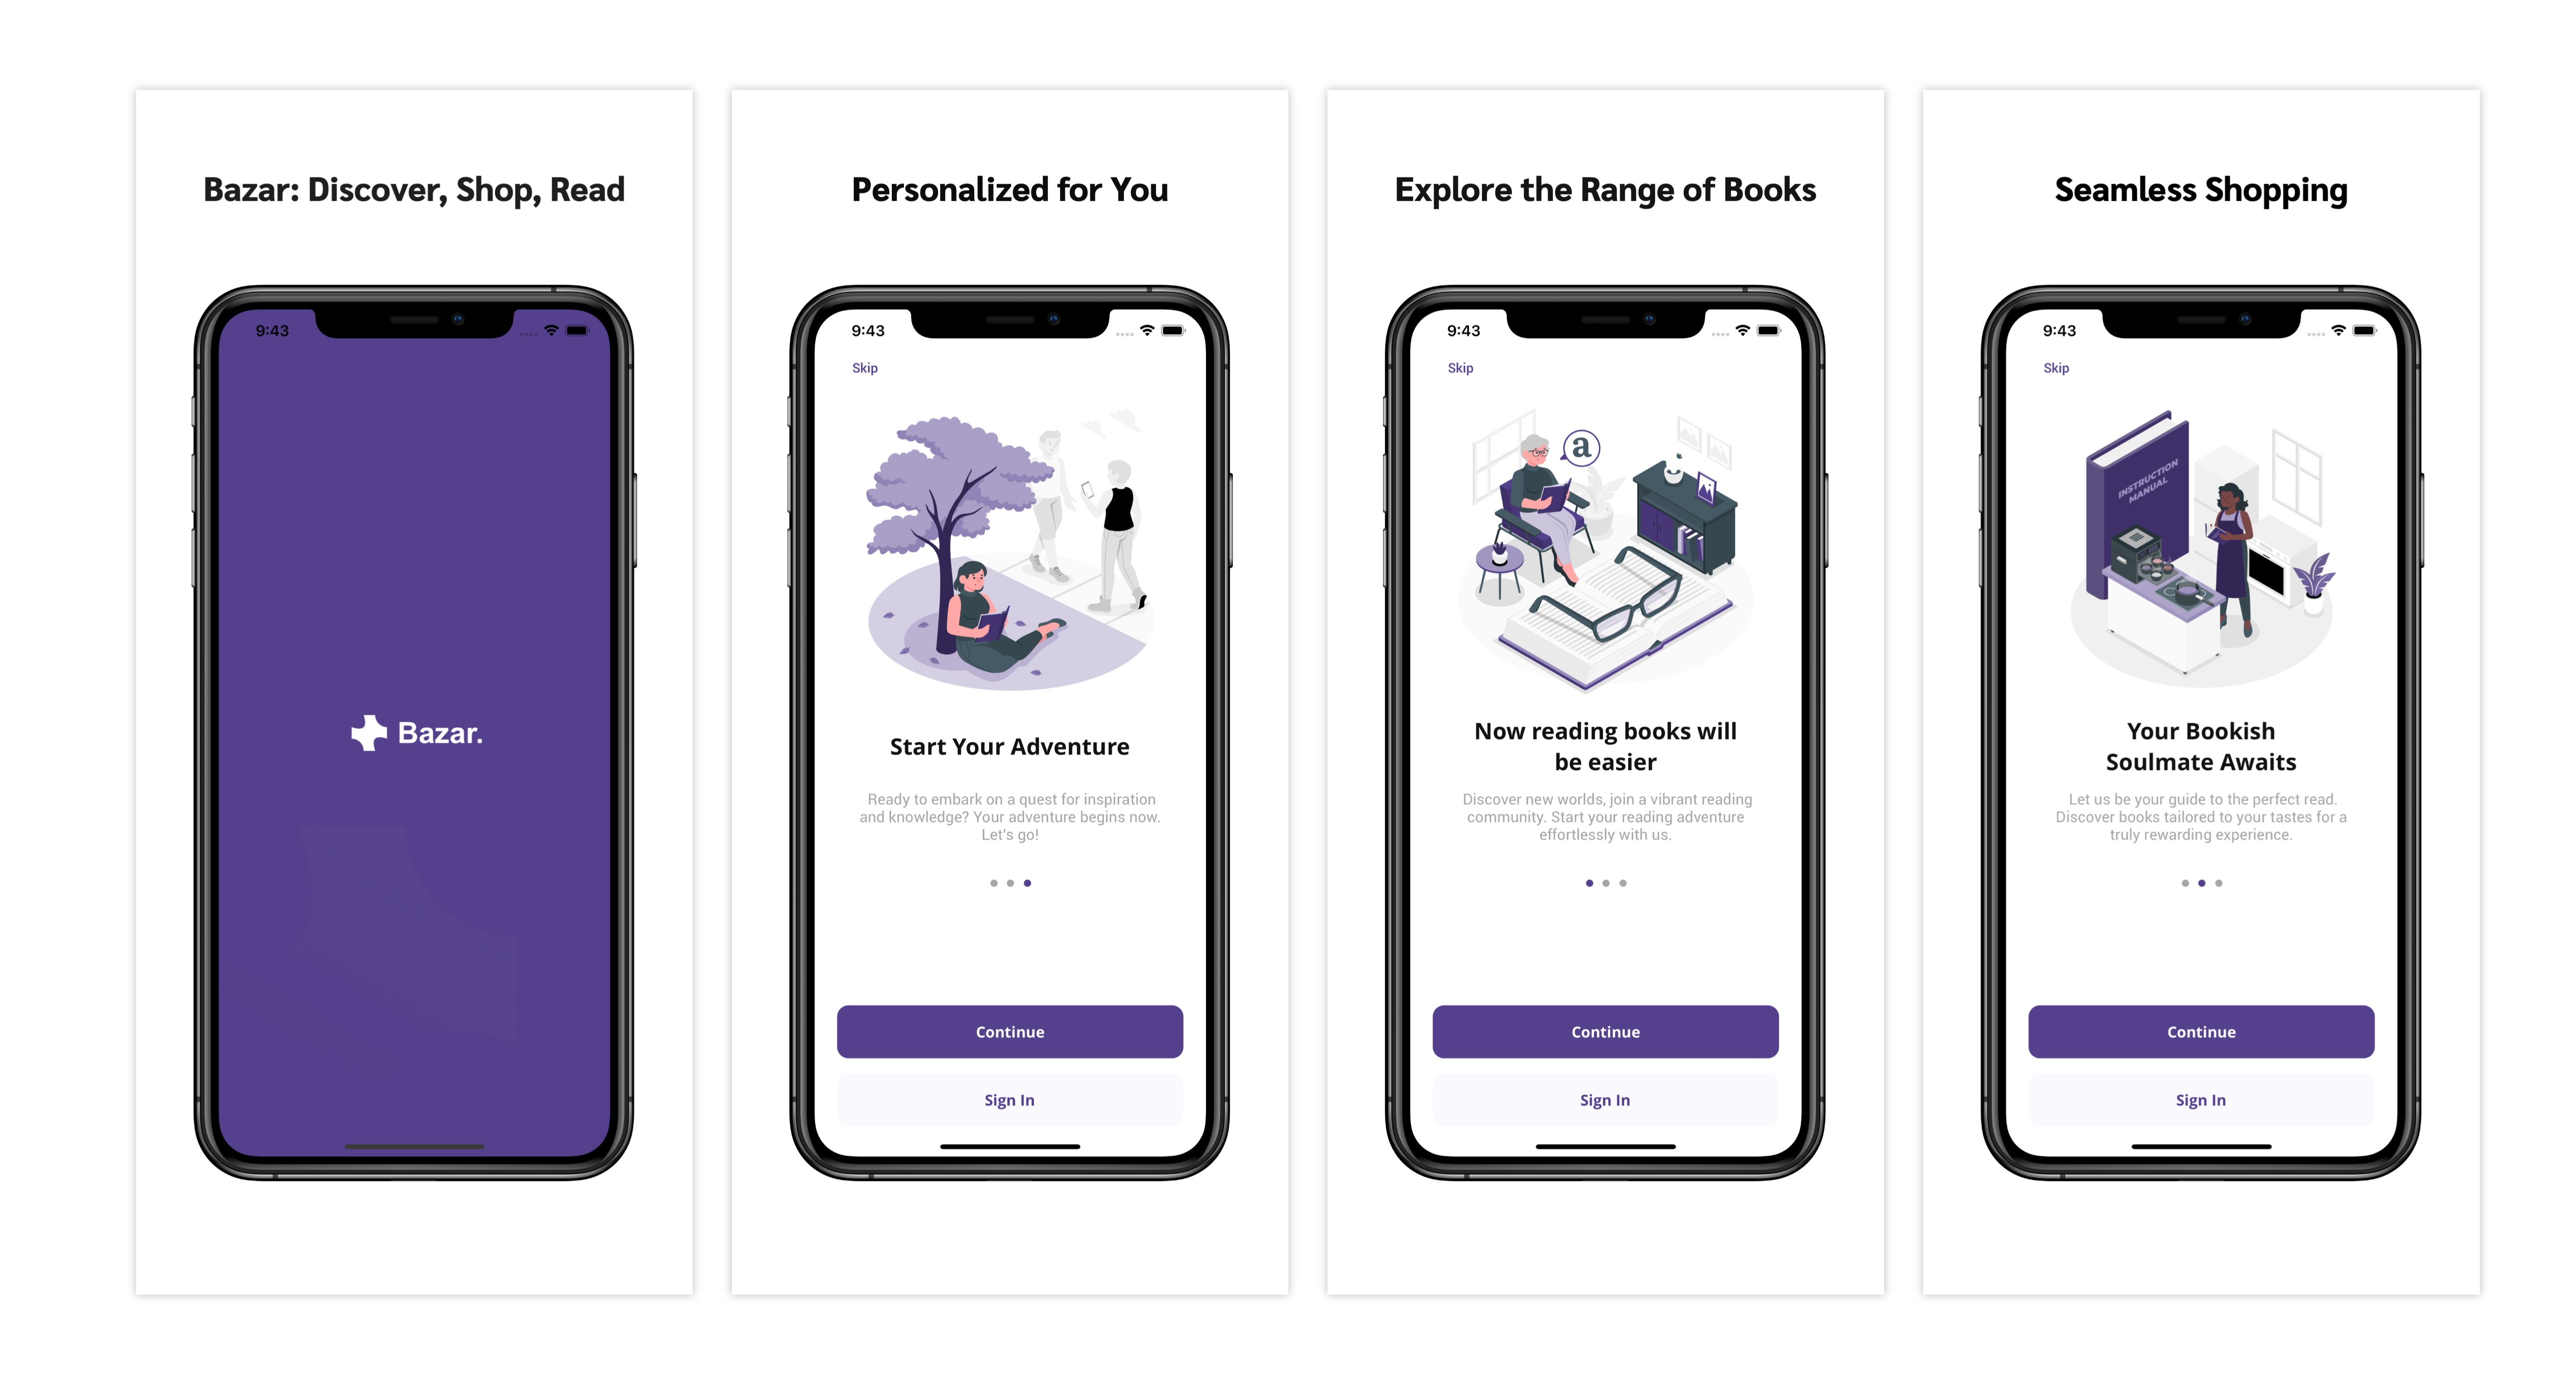 Bazar: Discover, Shop, Read
9:43
Bazar.
Personalized for You
9:43
Skip
Start Your Adventure
Ready to embark on a quest for inspiration
and knowledge? Your adventure begins now.
Let's go!
Continue
Sign In
Explore the Range of Books
9:43
Skip
a
Now reading books will
be easier
Discover new worlds, join a vibrant reading
community. Start your reading adventure
effortlessly with us.
Continue
Sign In
Seamless Shopping
9:43
Skip
INSTRUCTION
MANUAL
Your Bookish
Soulmate Awaits
Let us be your guide to the perfect read.
Discover books tailored to your tastes for a
truly rewarding experience.
Continue
Sign In